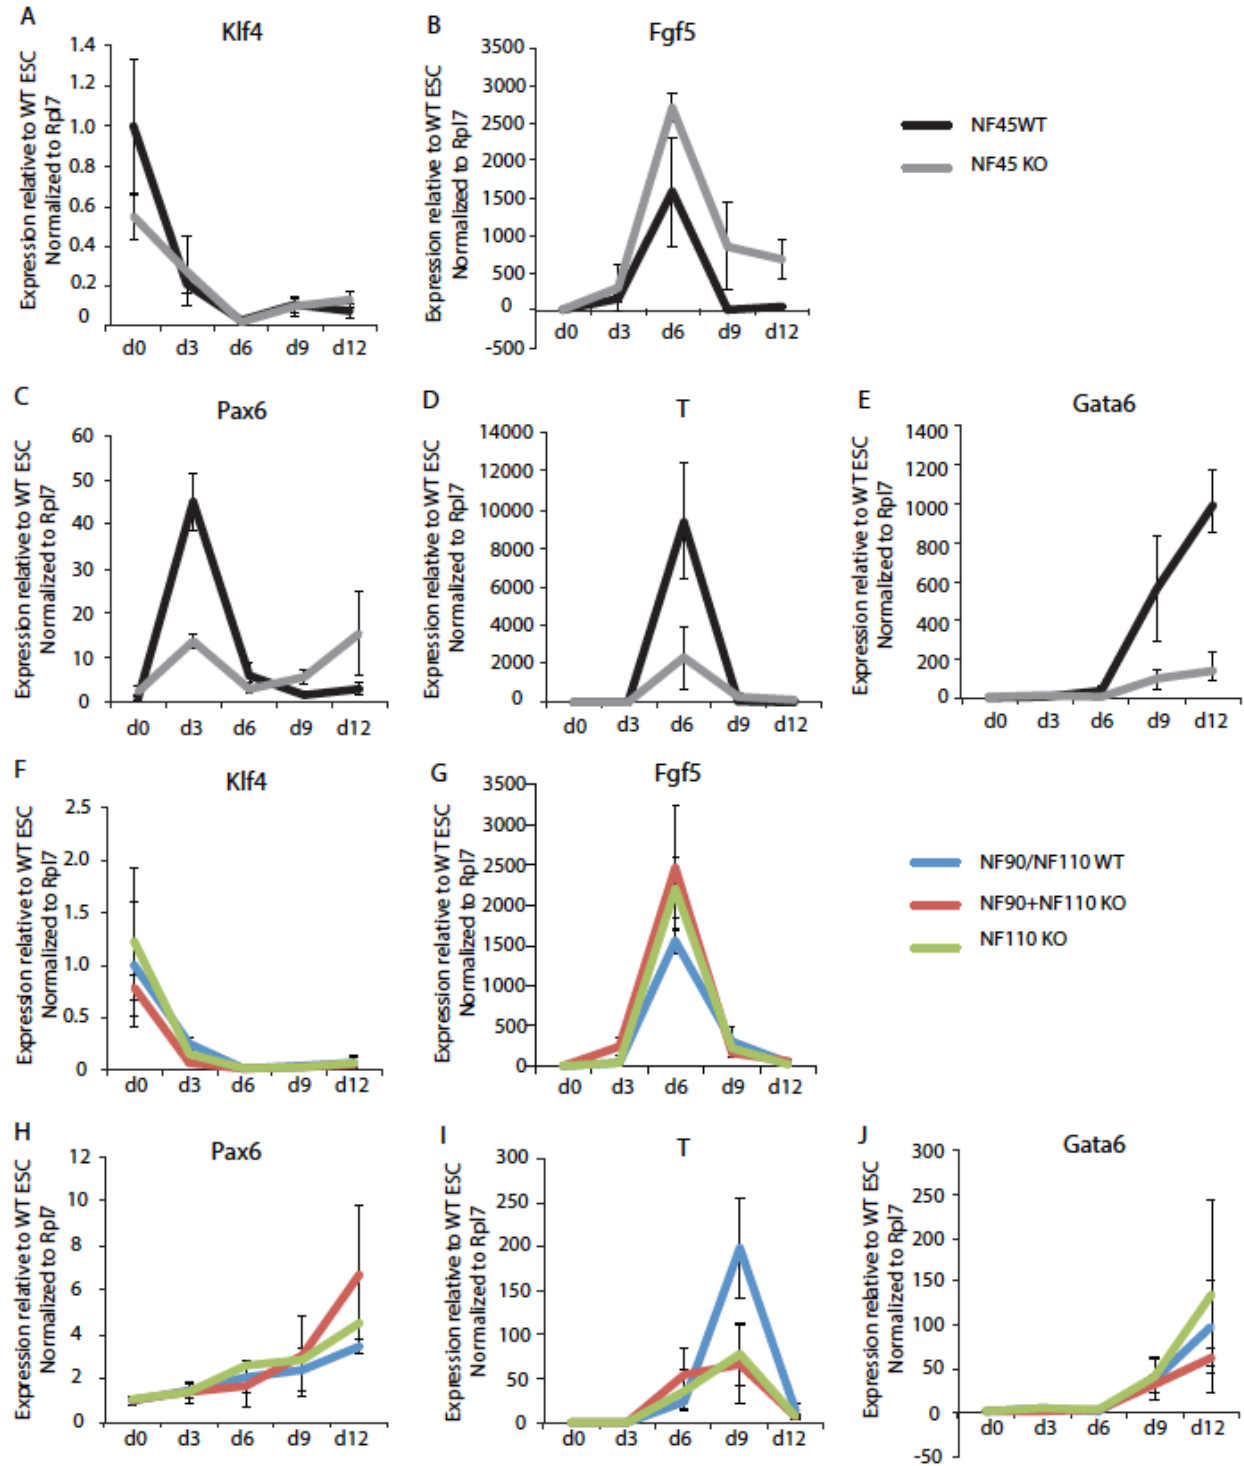 A
Klf4
Expression relative to WT ESC
Normalized to Rpl7
1.4
1.2
1.0
0.8
0.6
0.4
0.2
0
d0 d3 d6 d9 d12
B
Fgf5
Expression relative to WT ESC
Normalized to Rpl7
3500
3000
2500
2000
1500
1000
500
0
-500
d0 d3 d6 d9 d12
NF45WT
NF45 KO
C
Pax6
Expression relative to WT ESC
Normalized to Rpl7
60
50
40
30
20
10
0
d0 d3 d6 d9 d12
D
T
Expression relative to WT ESC
Normalized to Rpl7
14000
12000
10000
8000
6000
4000
2000
0
d0 d3 d6 d9 d12
E
Gata6
Expression relative to WT ESC
Normalized to Rpl7
1400
1200
1000
800
600
400
200
0
d0 d3 d6 d9 d12
F
Klf4
Expression relative to WT ESC
Normalized to Rpl7
2.5
2.0
1.5
1.0
0.5
0
d0 d3 d6 d9 d12
G
Fgf5
Expression relative to WT ESC
Normalized to Rpl7
3500
3000
2500
2000
1500
1000
500
0
d0 d3 d6 d9 d12
NF90/NF110 WT
NF90+NF110 KO
NF110 KO
H
Pax6
Expression relative to WT ESC
Normalized to Rpl7
12
10
8
6
4
2
0
d0 d3 d6 d9 d12
I
T
Expression relative to WT ESC
Normalized to Rpl7
300
250
200
150
100
50
0
d0 d3 d6 d9 d12
J
Gata6
Expression relative to WT ESC
Normalized to Rpl7
300
250
200
150
100
50
0
-50
d0 d3 d6 d9 d12